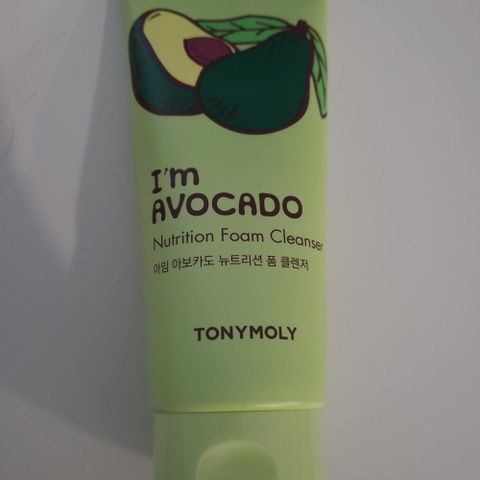 I'm
AVOCADO
Nutrition Foam Cleanser
아임 아보카도 뉴트리션 폼 클렌저
TONYMOLY